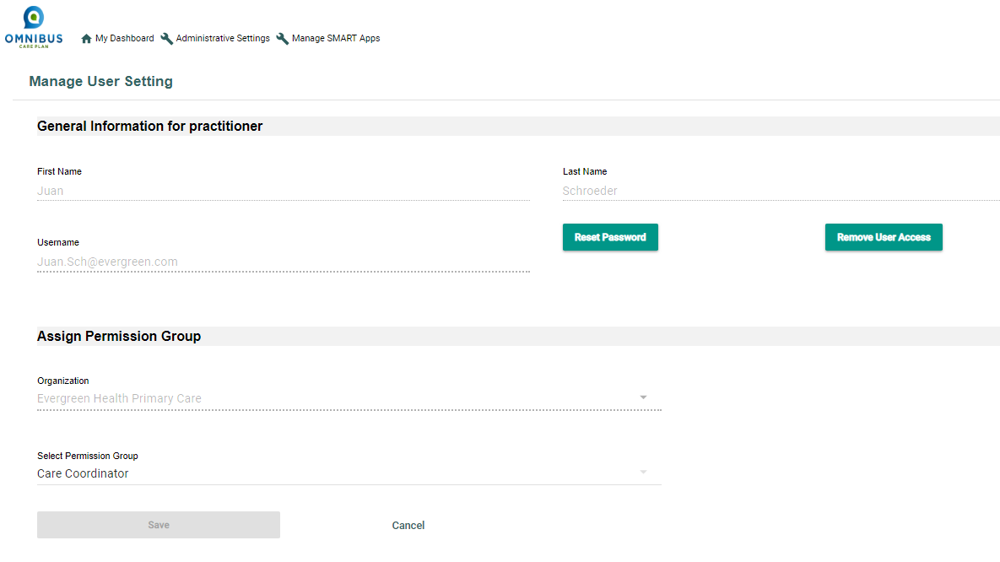 OMNIBUS
CARE PLAN
My Dashboard Administrative Settings Manage SMART Apps
Manage User Setting
General Information for practitioner
First Name Last Name
Juan Schroeder
Username Reset Password Remove User Access
Juan.Sch@evergreen.com
Assign Permission Group
Organization
Evergreen Health Primary Care
Select Permission Group
Care Coordinator
Save Cancel